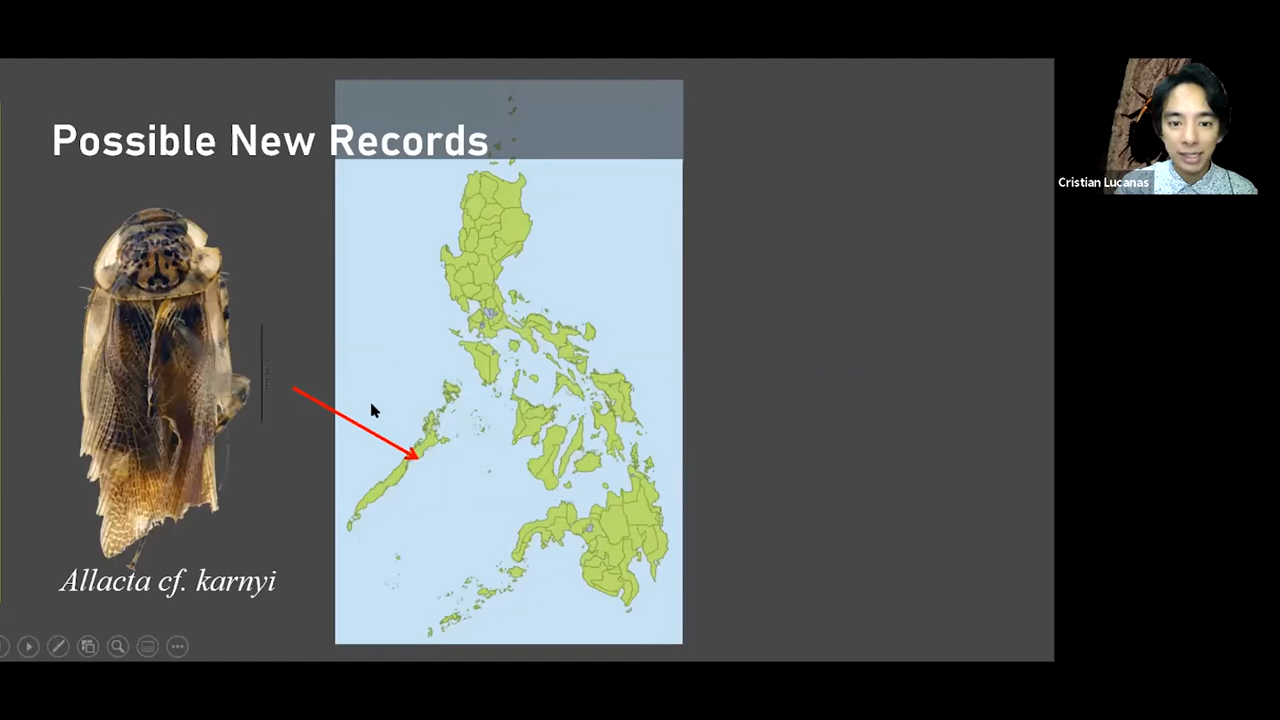 Possible New Records
Cristian Lucanas
Allacta cf. karnyi